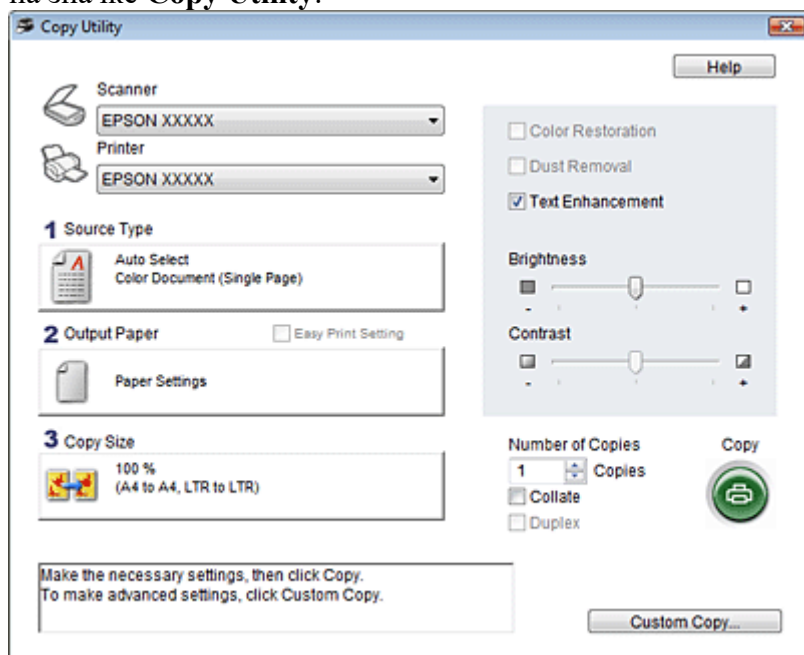 Copy Utility.
Copy Utility
Help
Scanner
EPSON XXXXX
Printer
EPSON XXXXX
1 Source Type
Auto Select
Color Document (Single Page)
2 Output Paper
Easy Print Setting
Paper Settings
3 Copy Size
100 %
(A4 to A4, LTR to LTR)
Make the necessary settings, then click Copy.
To make advanced settings, click Custom Copy.
Color Restoration
Dust Removal
Text Enhancement
Brightness
- +
Contrast
- +
Number of Copies
1 Copies
Collate
Duplex
Copy
Custom Copy...